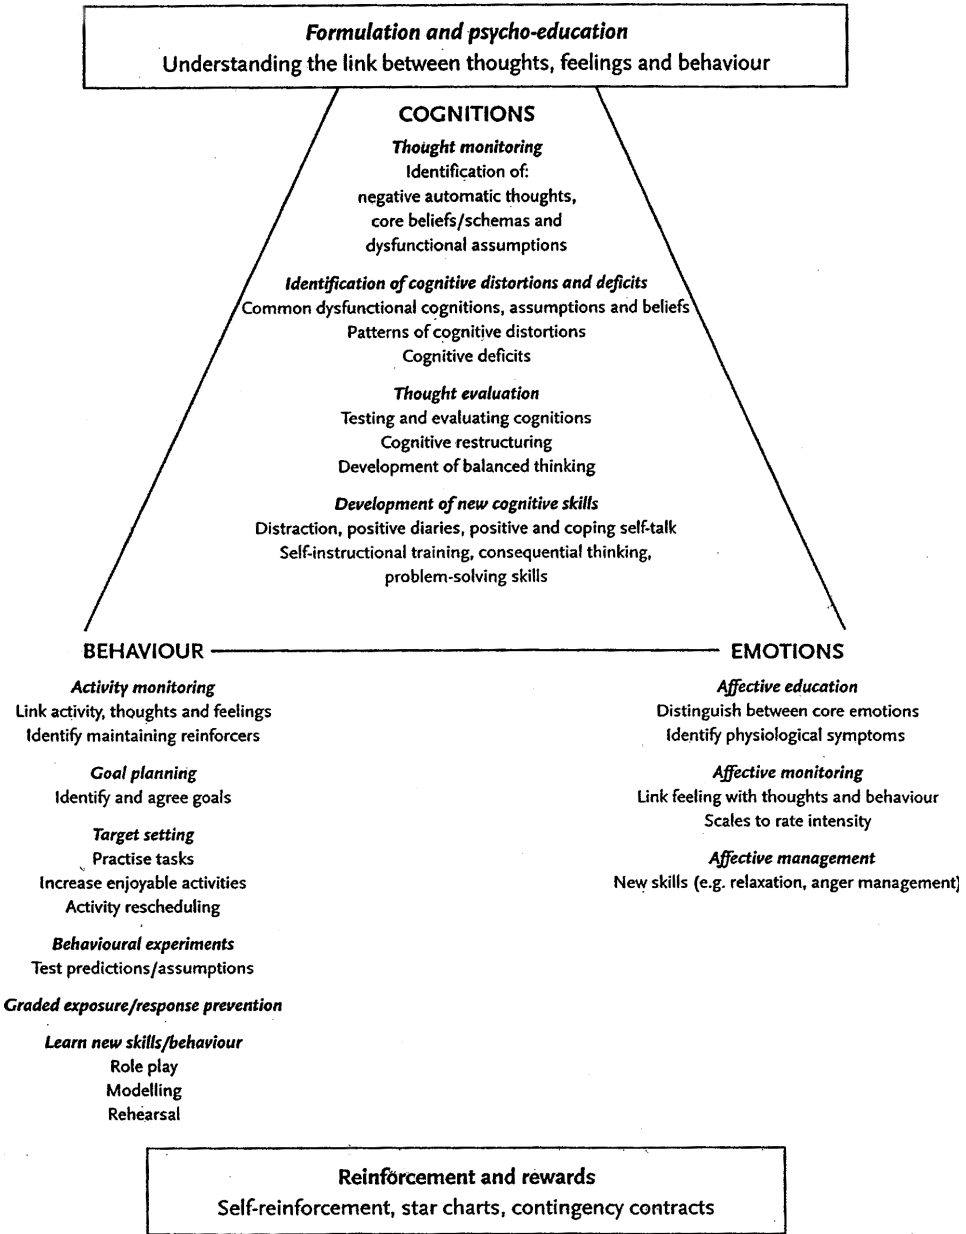 Formulation and psycho-education
Understanding the link between thoughts, feelings and behaviour
COGNITIONS
Thought monitoring
Identification of:
negative automatic thoughts,
core beliefs/schemas and
dysfunctional assumptions
Identification of cognitive distortions and deficits
Common dysfunctional cognitions, assumptions and beliefs
Patterns of cognitive distortions
Cognitive deficits
Thought evaluation
Testing and evaluating cognitions
Cognitive restructuring
Development of balanced thinking
Development of new cognitive skills
Distraction, positive diaries, positive and coping self-talk
Self-instructional training, consequential thinking,
problem-solving skills
BEHAVIOUR
Activity monitoring
Link activity, thoughts and feelings
Identify maintaining reinforcers
Goal planning
Identify and agree goals
Target setting
Practise tasks
Increase enjoyable activities
Activity rescheduling
Behavioural experiments
Test predictions/assumptions
Graded exposure/response prevention
Learn new skills/behaviour
Role play
Modelling
Rehearsal
EMOTIONS
Affective education
Distinguish between core emotions
Identify physiological symptoms
Affective monitoring
Link feeling with thoughts and behaviour
Scales to rate intensity
Affective management
New skills (e.g. relaxation, anger management)
Reinforcement and rewards
Self-reinforcement, star charts, contingency contracts